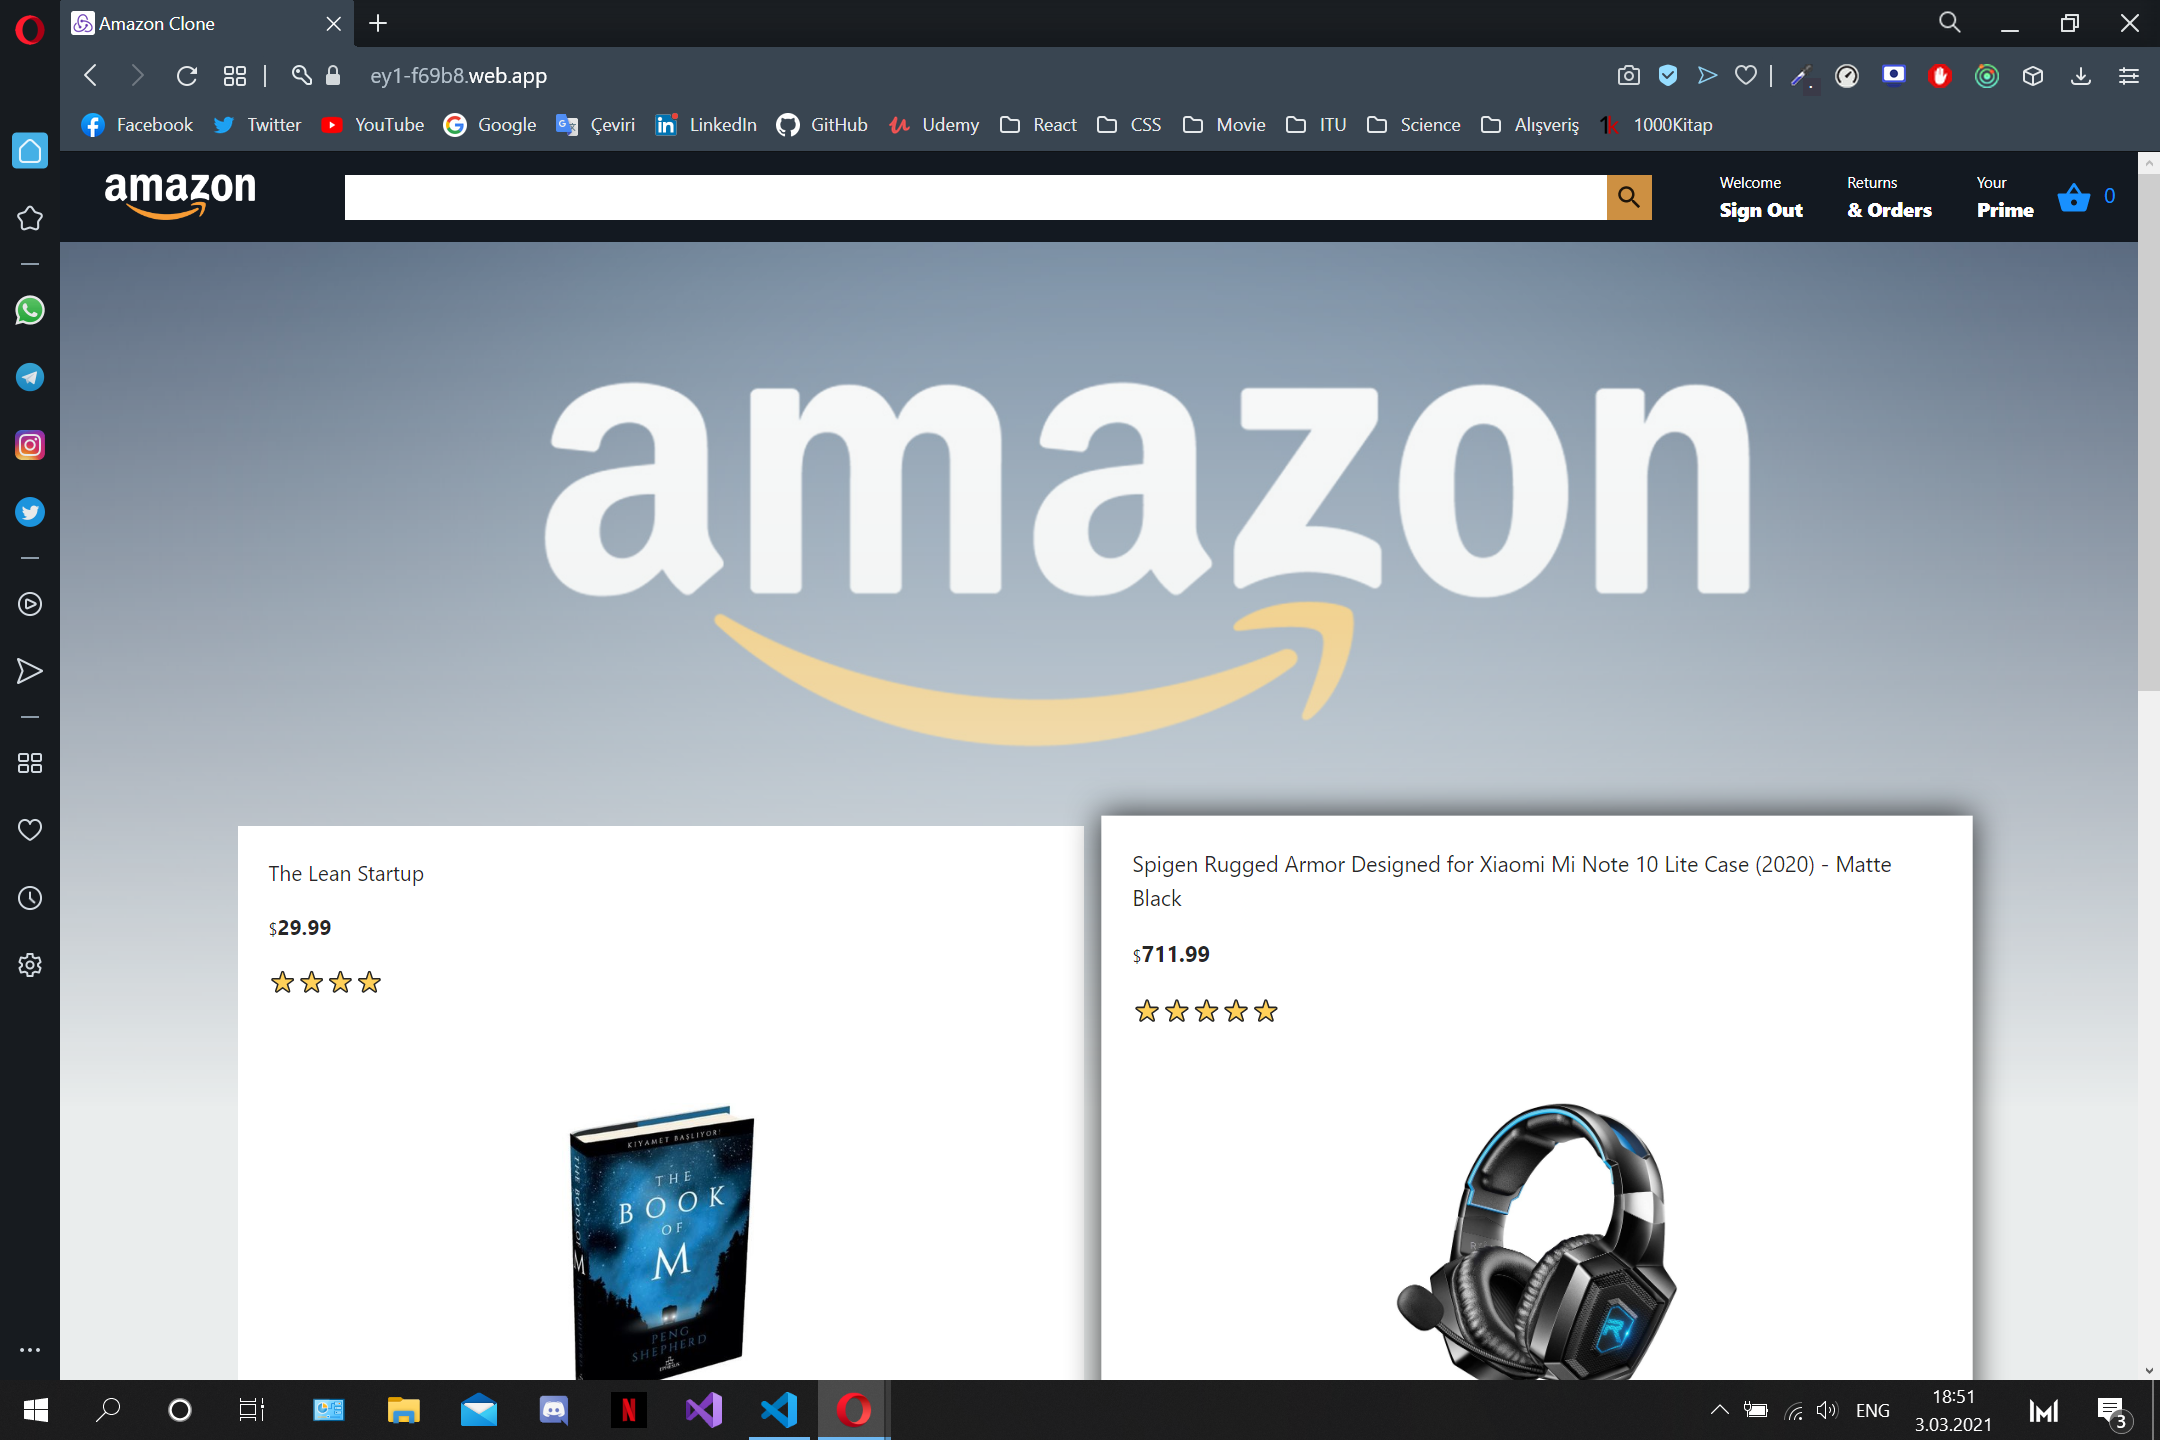 Amazon Clone
ey1-f69b8.web.app
Facebook Twitter YouTube Google Çeviri LinkedIn GitHub Udemy React CSS Movie ITU Science Alışveriş 1000Kitap
amazon
Welcome
Sign Out
Returns
& Orders
Your
Prime
0
amazon
The Lean Startup
$29.99
Spigen Rugged Armor Designed for Xiaomi Mi Note 10 Lite Case (2020) - Matte
Black
$711.99
KIYAMET BAŞLIYOR!
THE
BOOK
OF
M
PENG
SHEPHERD
THE BOOK OF M
R
ENG
18:51
3.03.2021
3